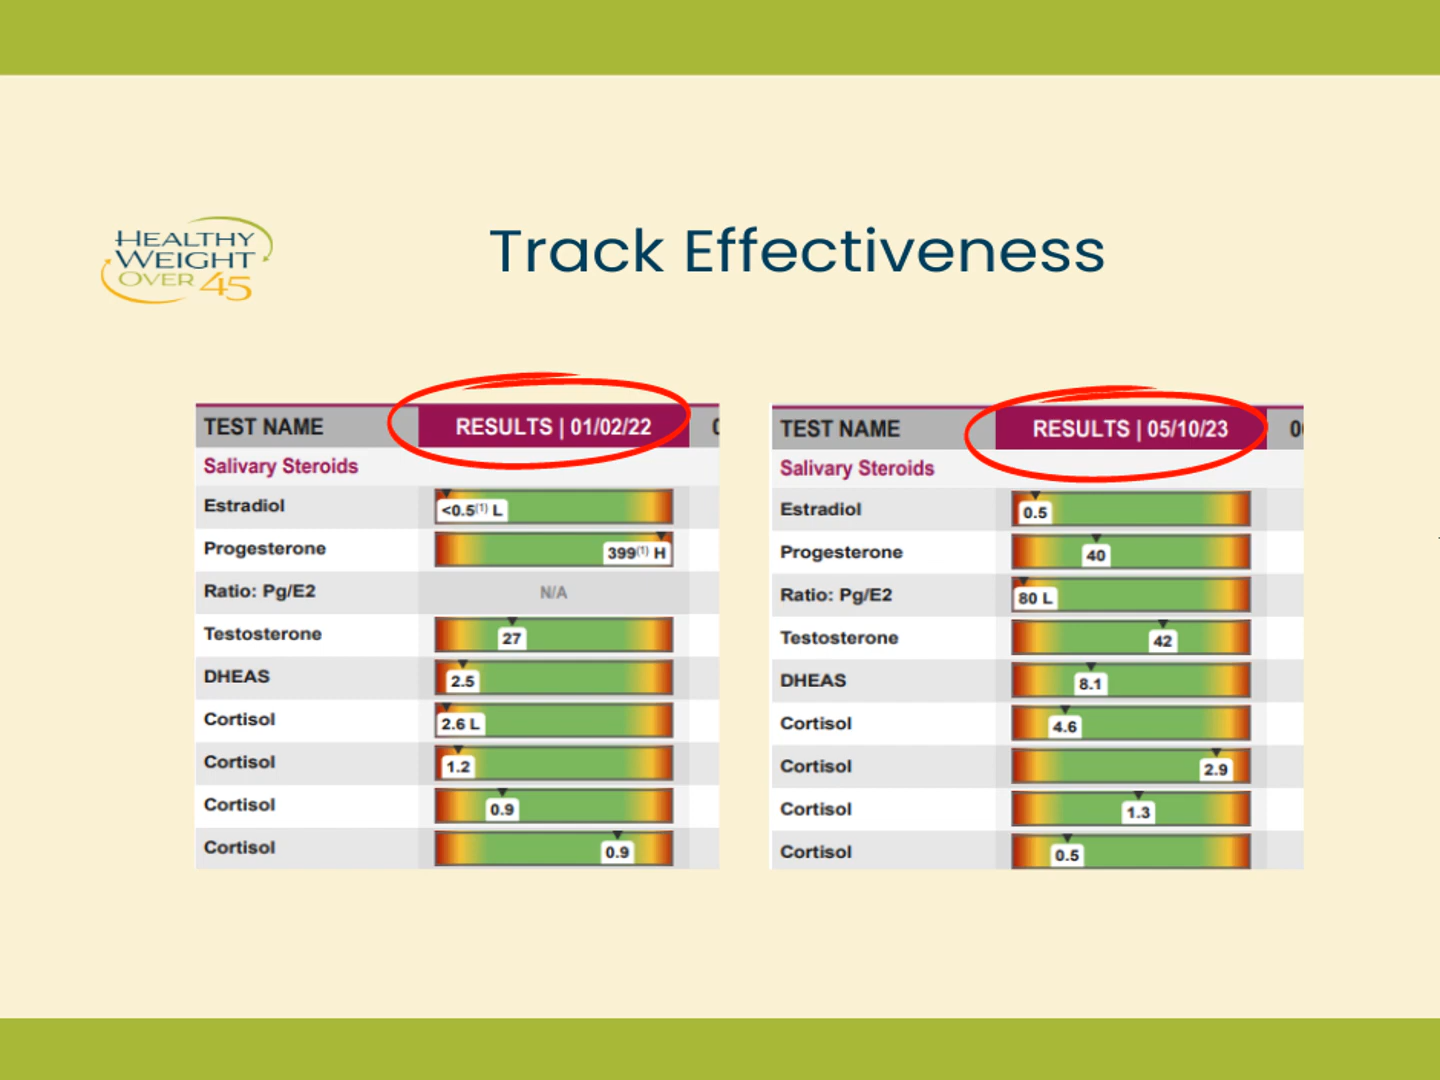 HEALTHY
WEIGHT
OVER 45
Track Effectiveness
TEST NAME RESULTS | 01/02/22
Salivary Steroids
Estradiol <0.5(1) L
Progesterone 399(1) H
Ratio: Pg/E2 N/A
Testosterone 27
DHEAS 2.5
Cortisol 2.6 L
Cortisol 1.2
Cortisol 0.9
Cortisol 0.9
TEST NAME RESULTS | 05/10/23 0
Salivary Steroids
Estradiol 0.5
Progesterone 40
Ratio: Pg/E2 80 L
Testosterone 42
DHEAS 8.1
Cortisol 4.6
Cortisol 2.9
Cortisol 1.3
Cortisol 0.5